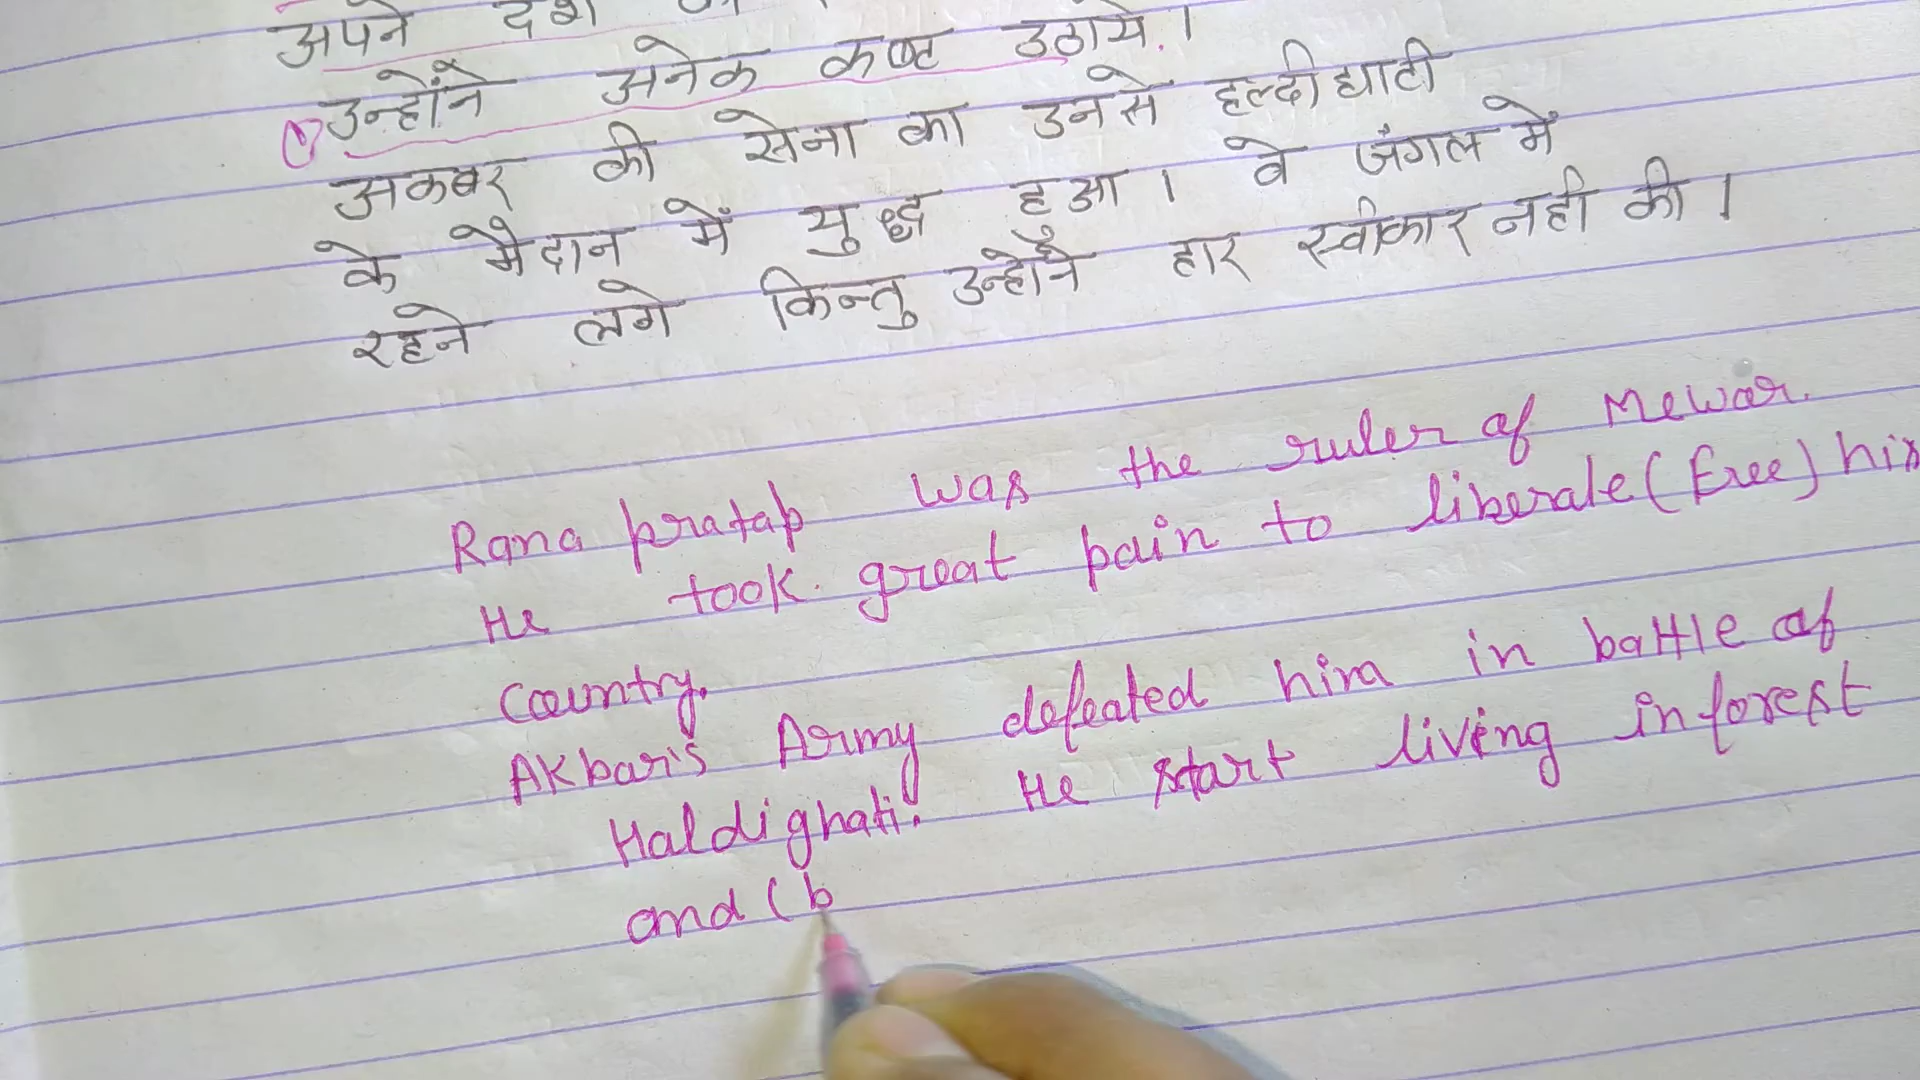 अपने देश
उन्होंने अनेक कष्ट उठाये।
अकबर की सेना का उनसे हल्दीघाटी
के मैदान में युद्ध हुआ। वे जंगल में
रहने लगे किन्तु उन्होंने हार स्वीकार नही की।
Rana pratap was the ruler of Mewar.
He took great pain to liberale (Free) his
Country.
AKbar's Army defeated him in battle of
Haldighati. He start living in forest
and (b